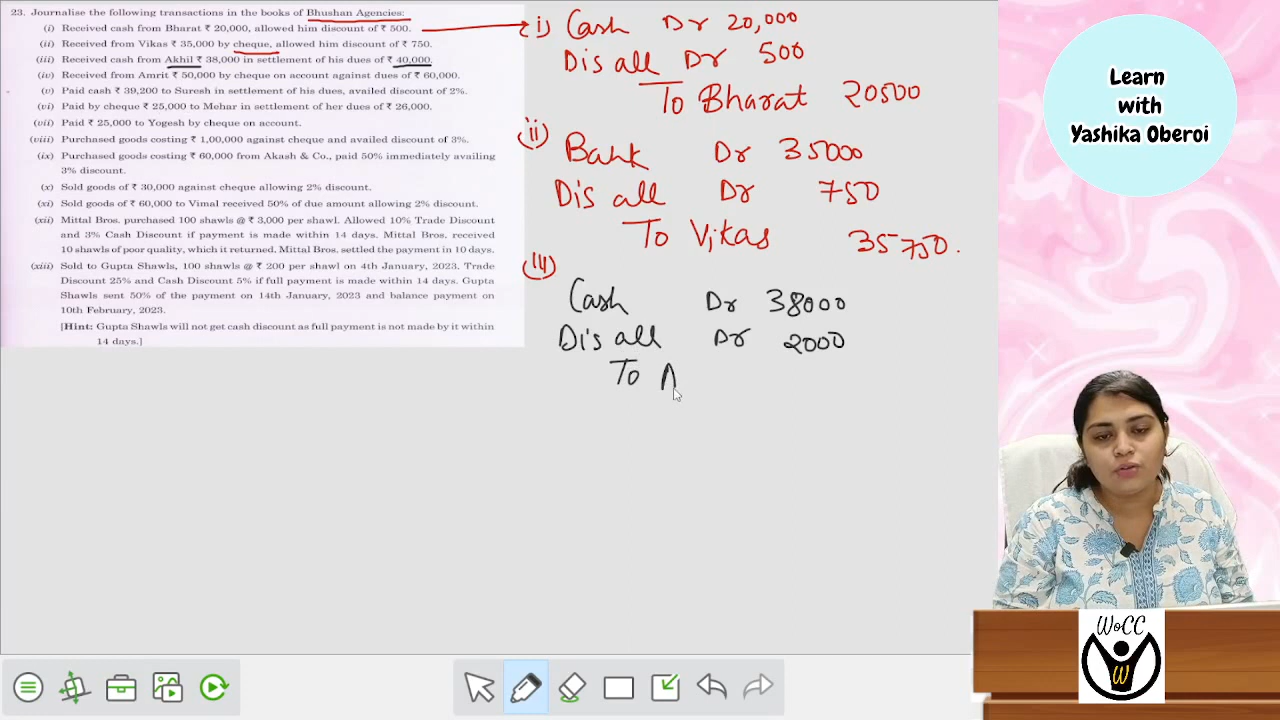 23. Journalise the following transactions in the books of Bhushan Agencies:
(i) Received cash from Bharat ₹ 20,000, allowed him discount of ₹ 500.
(ii) Received from Vikas ₹ 35,000 by cheque, allowed him discount of ₹ 750.
(iii) Received cash from Akhil ₹ 38,000 in settlement of his dues of ₹ 40,000.
(iv) Received from Amrit ₹ 50,000 by cheque on account against dues of ₹ 60,000.
(v) Paid cash ₹ 39,200 to Suresh in settlement of his dues, availed discount of 2%.
(vi) Paid by cheque ₹ 25,000 to Mehar in settlement of her dues of ₹ 26,000.
(vii) Paid ₹ 25,000 to Yogesh by cheque on account.
(viii) Purchased goods costing ₹ 1,00,000 against cheque and availed discount of 3%.
(ix) Purchased goods costing ₹ 60,000 from Akash & Co., paid 50% immediately availing
3% discount.
(x) Sold goods of ₹ 30,000 against cheque allowing 2% discount.
(xi) Sold goods of ₹ 60,000 to Vimal received 50% of due amount allowing 2% discount.
(xii) Mittal Bros. purchased 100 shawls @ ₹ 3,000 per shawl. Allowed 10% Trade Discount
and 3% Cash Discount if payment is made within 14 days. Mittal Bros. received
10 shawls of poor quality, which it returned. Mittal Bros. settled the payment in 10 days.
(xiii) Sold to Gupta Shawls, 100 shawls @ ₹ 200 per shawl on 4th January, 2023. Trade
Discount 25% and Cash Discount 5% if full payment is made within 14 days. Gupta
Shawls sent 50% of the payment on 14th January, 2023 and balance payment on
10th February, 2023.
[Hint: Gupta Shawls will not get cash discount as full payment is not made by it within
14 days.]
(i) Cash Dr 20,000
Dis all Dr 500
To Bharat 20500
(ii)
Bank Dr 35000
Dis all Dr 750
To Vikas 35750.
(iii)
Cash Dr 38000
Dis all Dr 2000
To A
Learn
with
Yashika Oberoi
WoCC
W